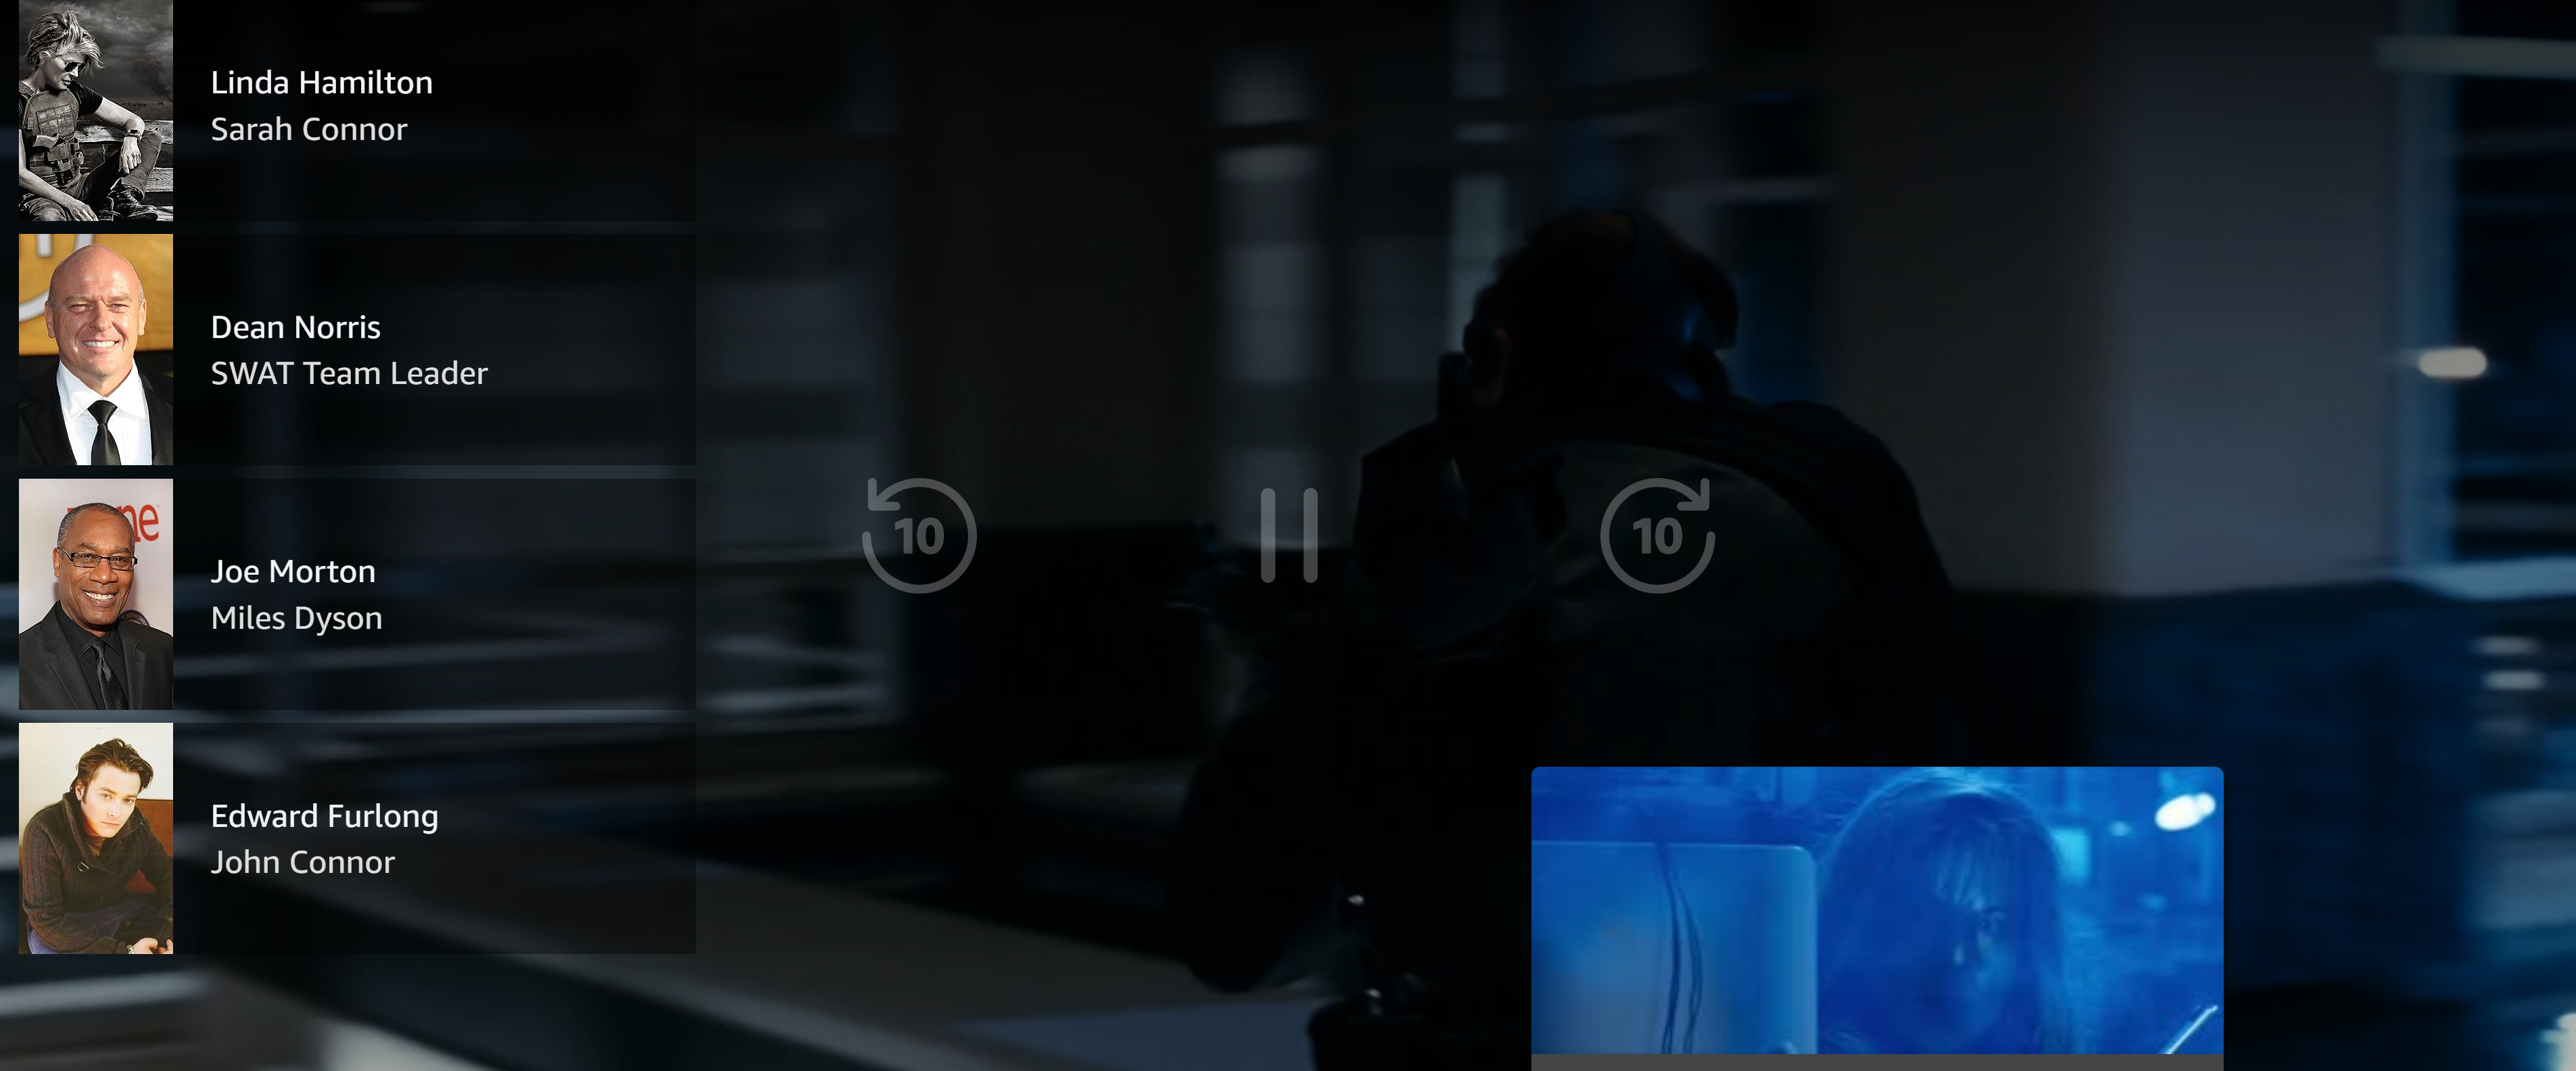 Linda Hamilton
Sarah Connor
Dean Norris
SWAT Team Leader
Joe Morton
Miles Dyson
Edward Furlong
John Connor
10
10